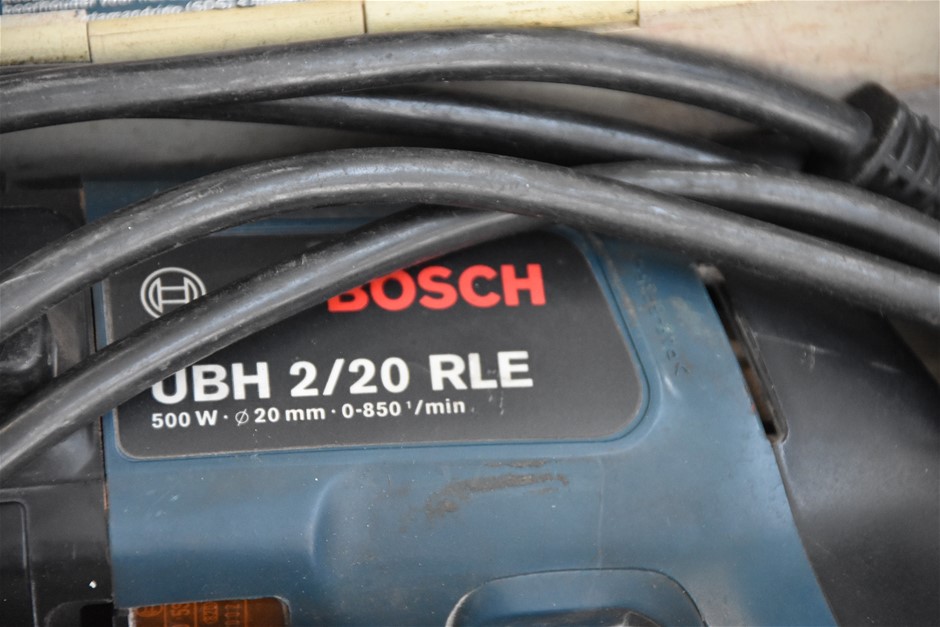 BOSCH
UBH 2/20 RLE
500 W · ⌀ 20 mm · 0-850 ¹/min